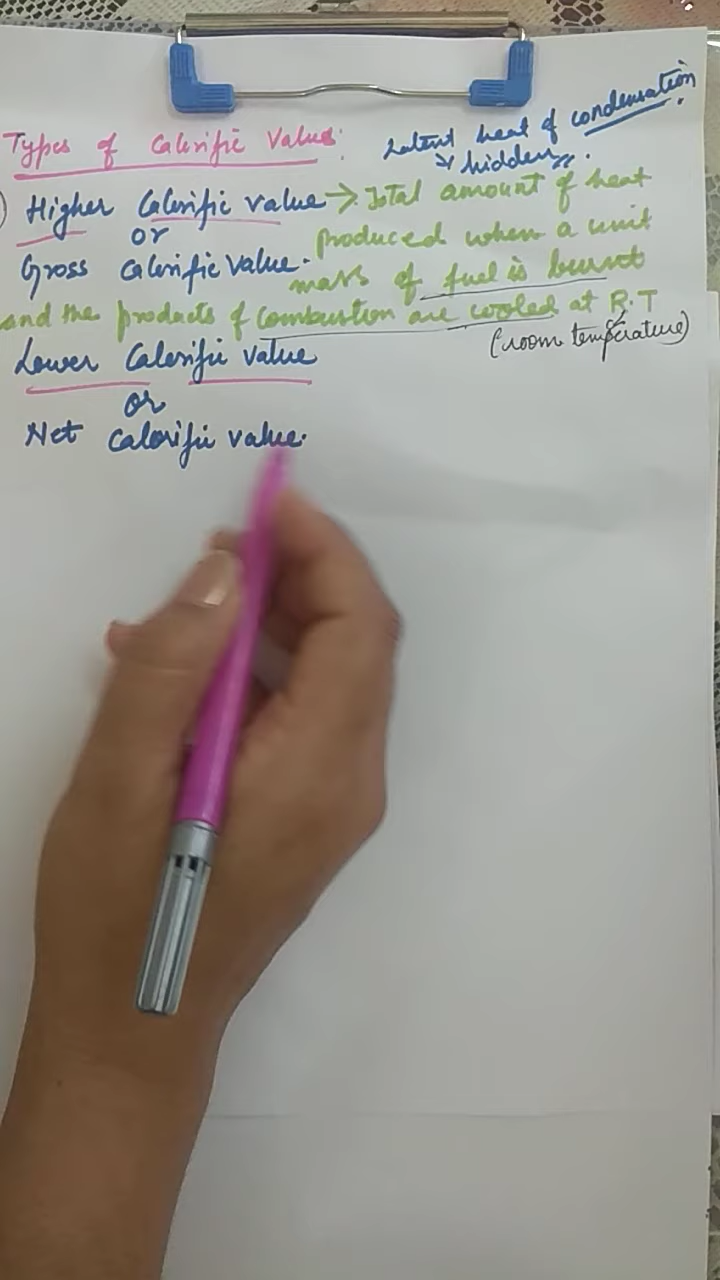 Types of Calorific Value:
Latent heat of condensation.
→ hidden.
) Higher Calorific value → Total amount of heat
or
produced when a unit
Gross Calorific Value.
mass of fuel is burnt
and the products of combustion are cooled at R.T
(room temperature)
Lower Calorific value
or
Net Calorific value.